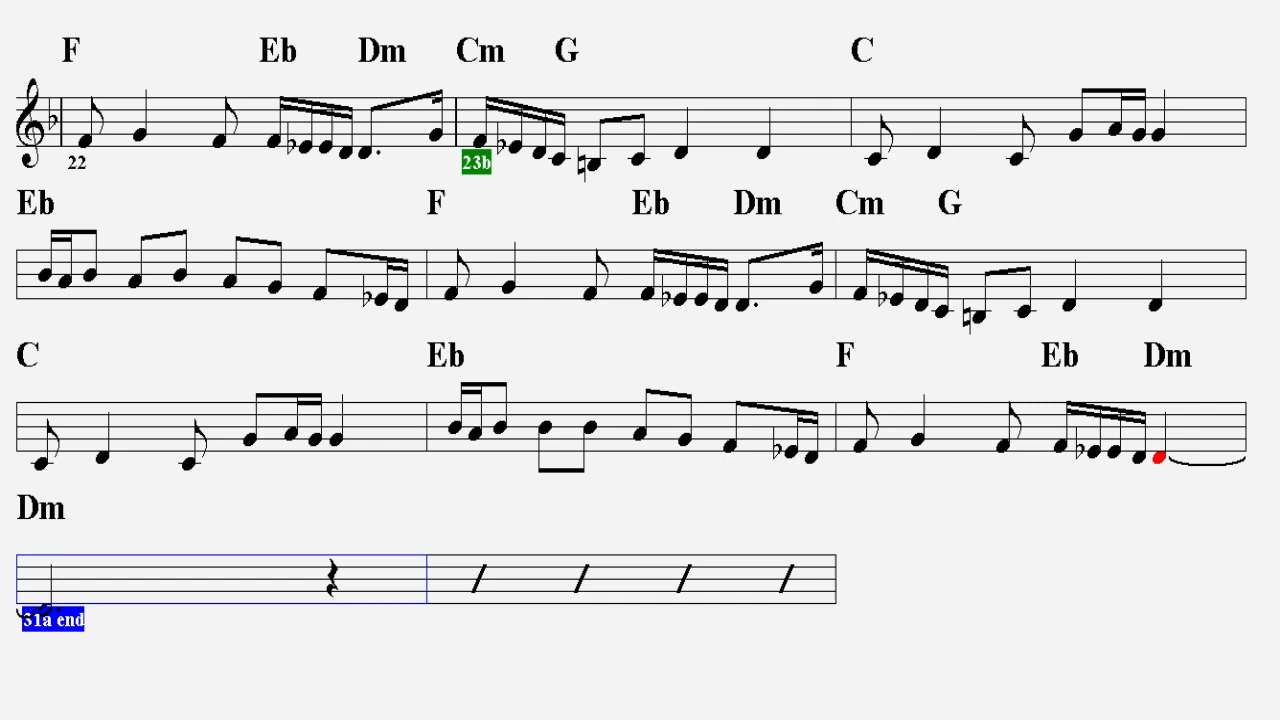 F Eb Dm Cm G C
22 23b
Eb F Eb Dm Cm G
C Eb F Eb Dm
Dm
31a end